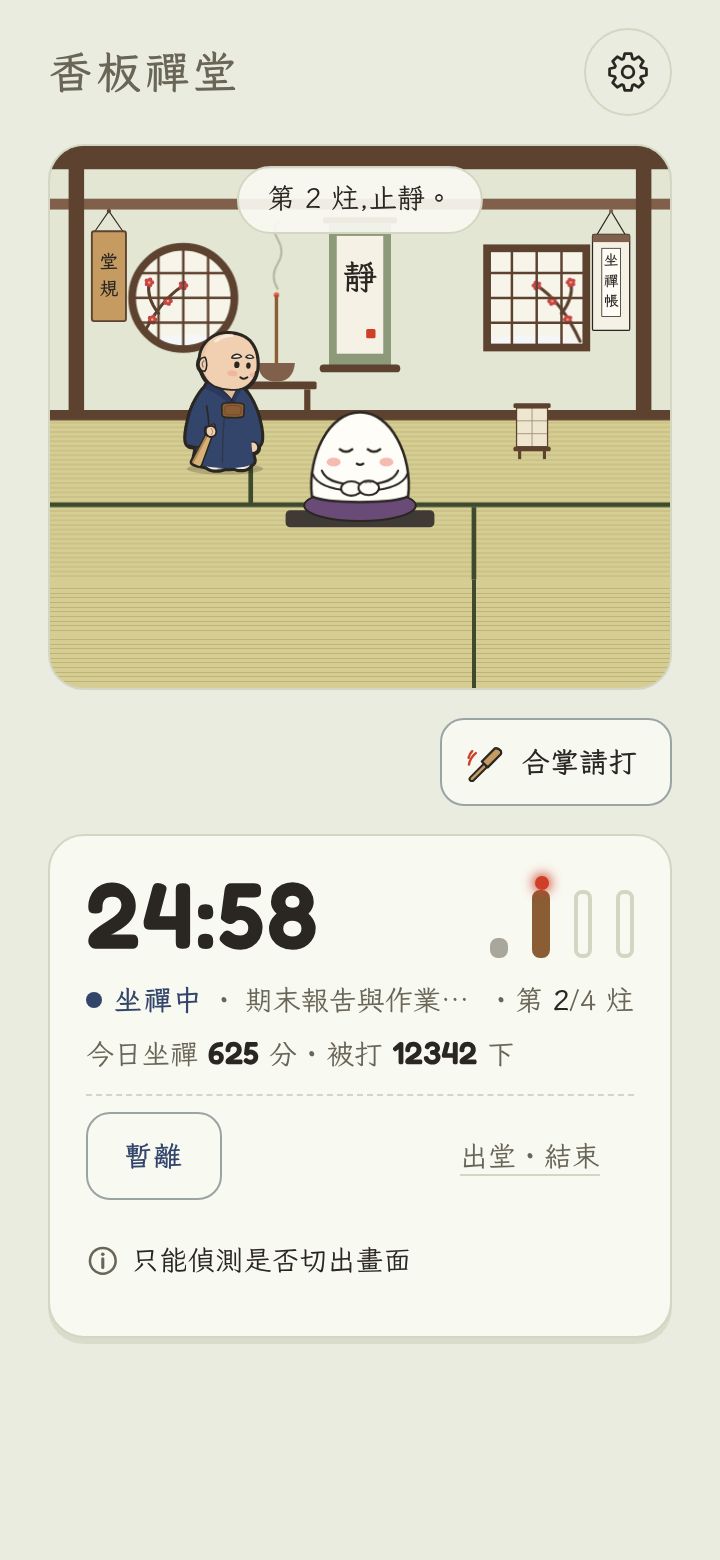 香板禪堂
第 2 炷,止靜。
堂規
靜
坐禪帳
合掌請打
24:58
坐禪中 · 期末報告與作業⋯ · 第 2/4 炷
今日坐禪 625 分 · 被打 12342 下
暫離
出堂・結束
只能偵測是否切出畫面